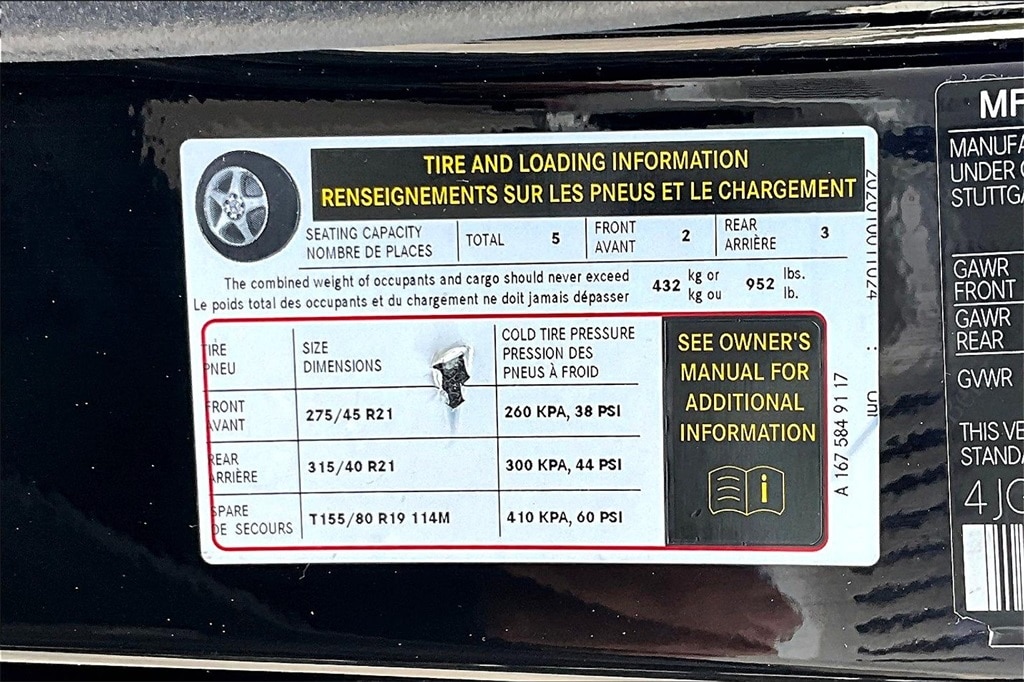 TIRE AND LOADING INFORMATION
RENSEIGNEMENTS SUR LES PNEUS ET LE CHARGEMENT
SEATING CAPACITY
NOMBRE DE PLACES
TOTAL 5
FRONT
AVANT
2
REAR
ARRIÈRE
3
The combined weight of occupants and cargo should never exceed
Le poids total des occupants et du chargement ne doit jamais dépasser
432
kg or
kg ou
952
lbs.
lb.
TIRE
PNEU
SIZE
DIMENSIONS
COLD TIRE PRESSURE
PRESSION DES
PNEUS À FROID
FRONT
AVANT
275/45 R21
260 KPA, 38 PSI
REAR
ARRIÈRE
315/40 R21
300 KPA, 44 PSI
SPARE
DE SECOURS
T155/80 R19 114M
410 KPA, 60 PSI
SEE OWNER'S
MANUAL FOR
ADDITIONAL
INFORMATION
i
A 167 584 91 17
MF
MANUFA
UNDER
STUTTGA
GAWR
FRONT
GAWR
REAR
GVWR
THIS VE
STANDA
4JG